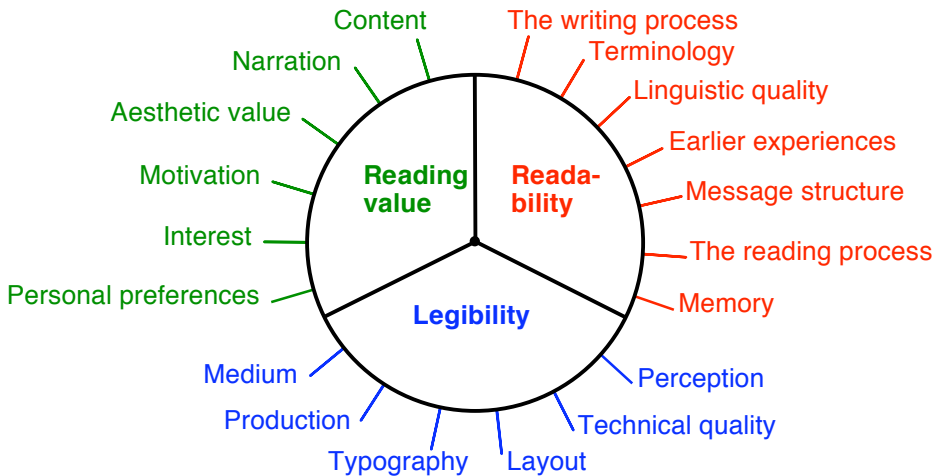 Content
Narration
Aesthetic value
Motivation
Interest
Personal preferences
Reading
value
The writing process
Terminology
Linguistic quality
Earlier experiences
Message structure
The reading process
Memory
Reada-
bility
Legibility
Medium
Production
Typography
Layout
Technical quality
Perception